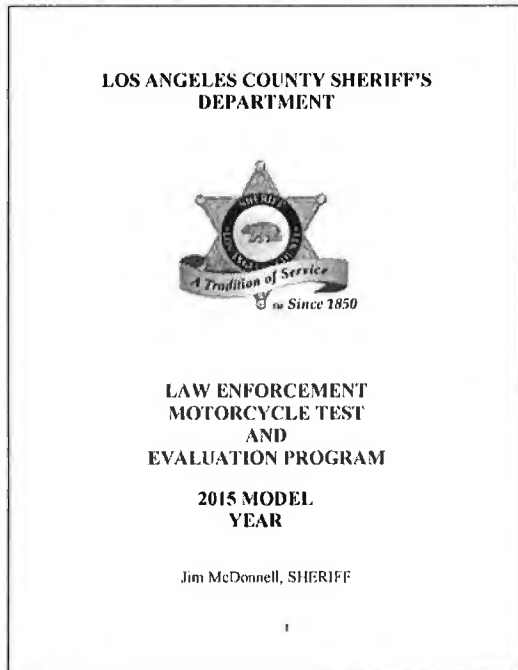 LOS ANGELES COUNTY SHERIFF'S
DEPARTMENT
SHERIFF
A Tradition of Service
Since 1850
LAW ENFORCEMENT
MOTORCYCLE TEST
AND
EVALUATION PROGRAM
2015 MODEL
YEAR
Jim McDonnell, SHERIFF
1